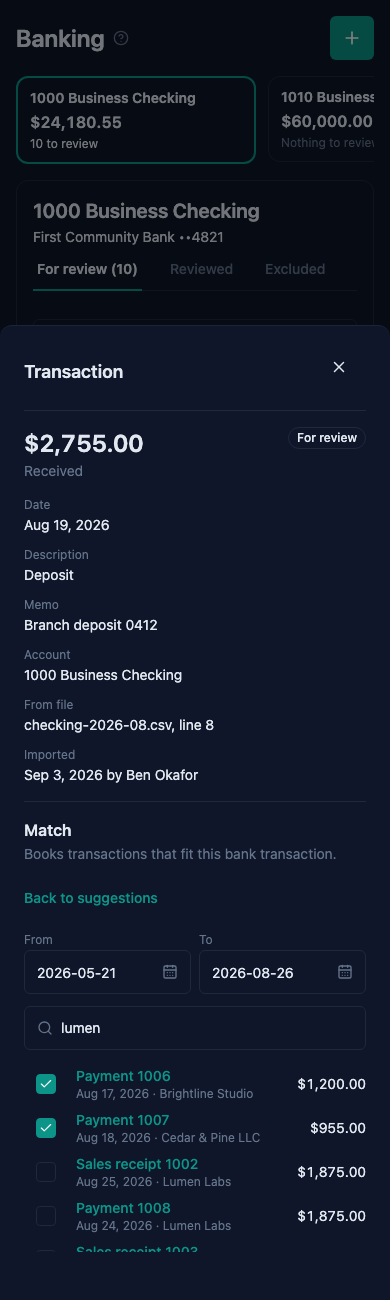 Banking
1000 Business Checking
$24,180.55
10 to review
1010 Business
$60,000.00
Nothing to review
1000 Business Checking
First Community Bank ••4821
For review (10)
Reviewed
Excluded
Transaction
$2,755.00
For review
Received
Date
Aug 19, 2026
Description
Deposit
Memo
Branch deposit 0412
Account
1000 Business Checking
From file
checking-2026-08.csv, line 8
Imported
Sep 3, 2026 by Ben Okafor
Match
Books transactions that fit this bank transaction.
Back to suggestions
From
To
2026-05-21
2026-08-26
lumen
Payment 1006
$1,200.00
Aug 17, 2026 · Brightline Studio
Payment 1007
$955.00
Aug 18, 2026 · Cedar & Pine LLC
Sales receipt 1002
$1,875.00
Aug 25, 2026 · Lumen Labs
Payment 1008
$1,875.00
Aug 24, 2026 · Lumen Labs
Sales receipt 1003